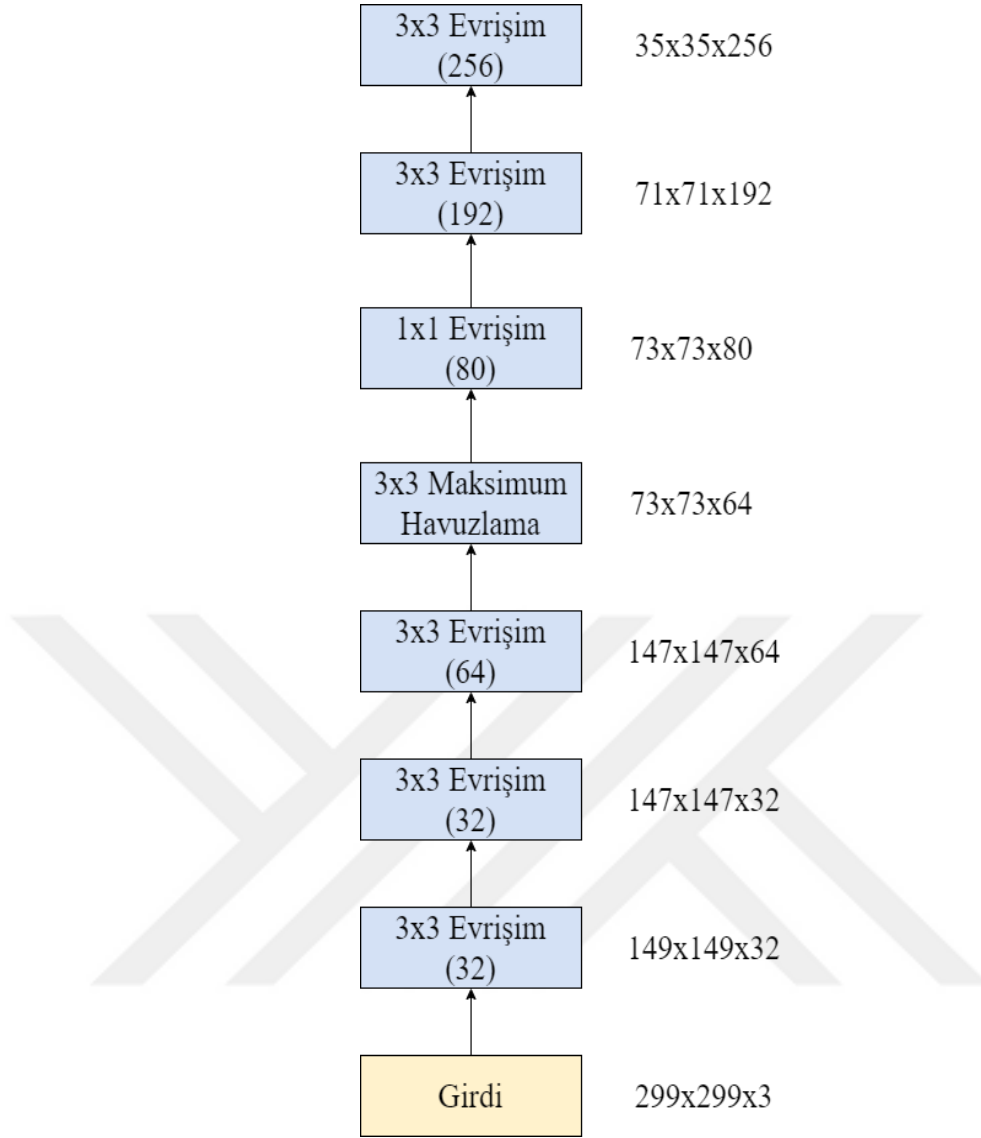 3x3 Evrişim
(256)
35x35x256
3x3 Evrişim
(192)
71x71x192
1x1 Evrişim
(80)
73x73x80
3x3 Maksimum
Havuzlama
73x73x64
3x3 Evrişim
(64)
147x147x64
3x3 Evrişim
(32)
147x147x32
3x3 Evrişim
(32)
149x149x32
Girdi
299x299x3